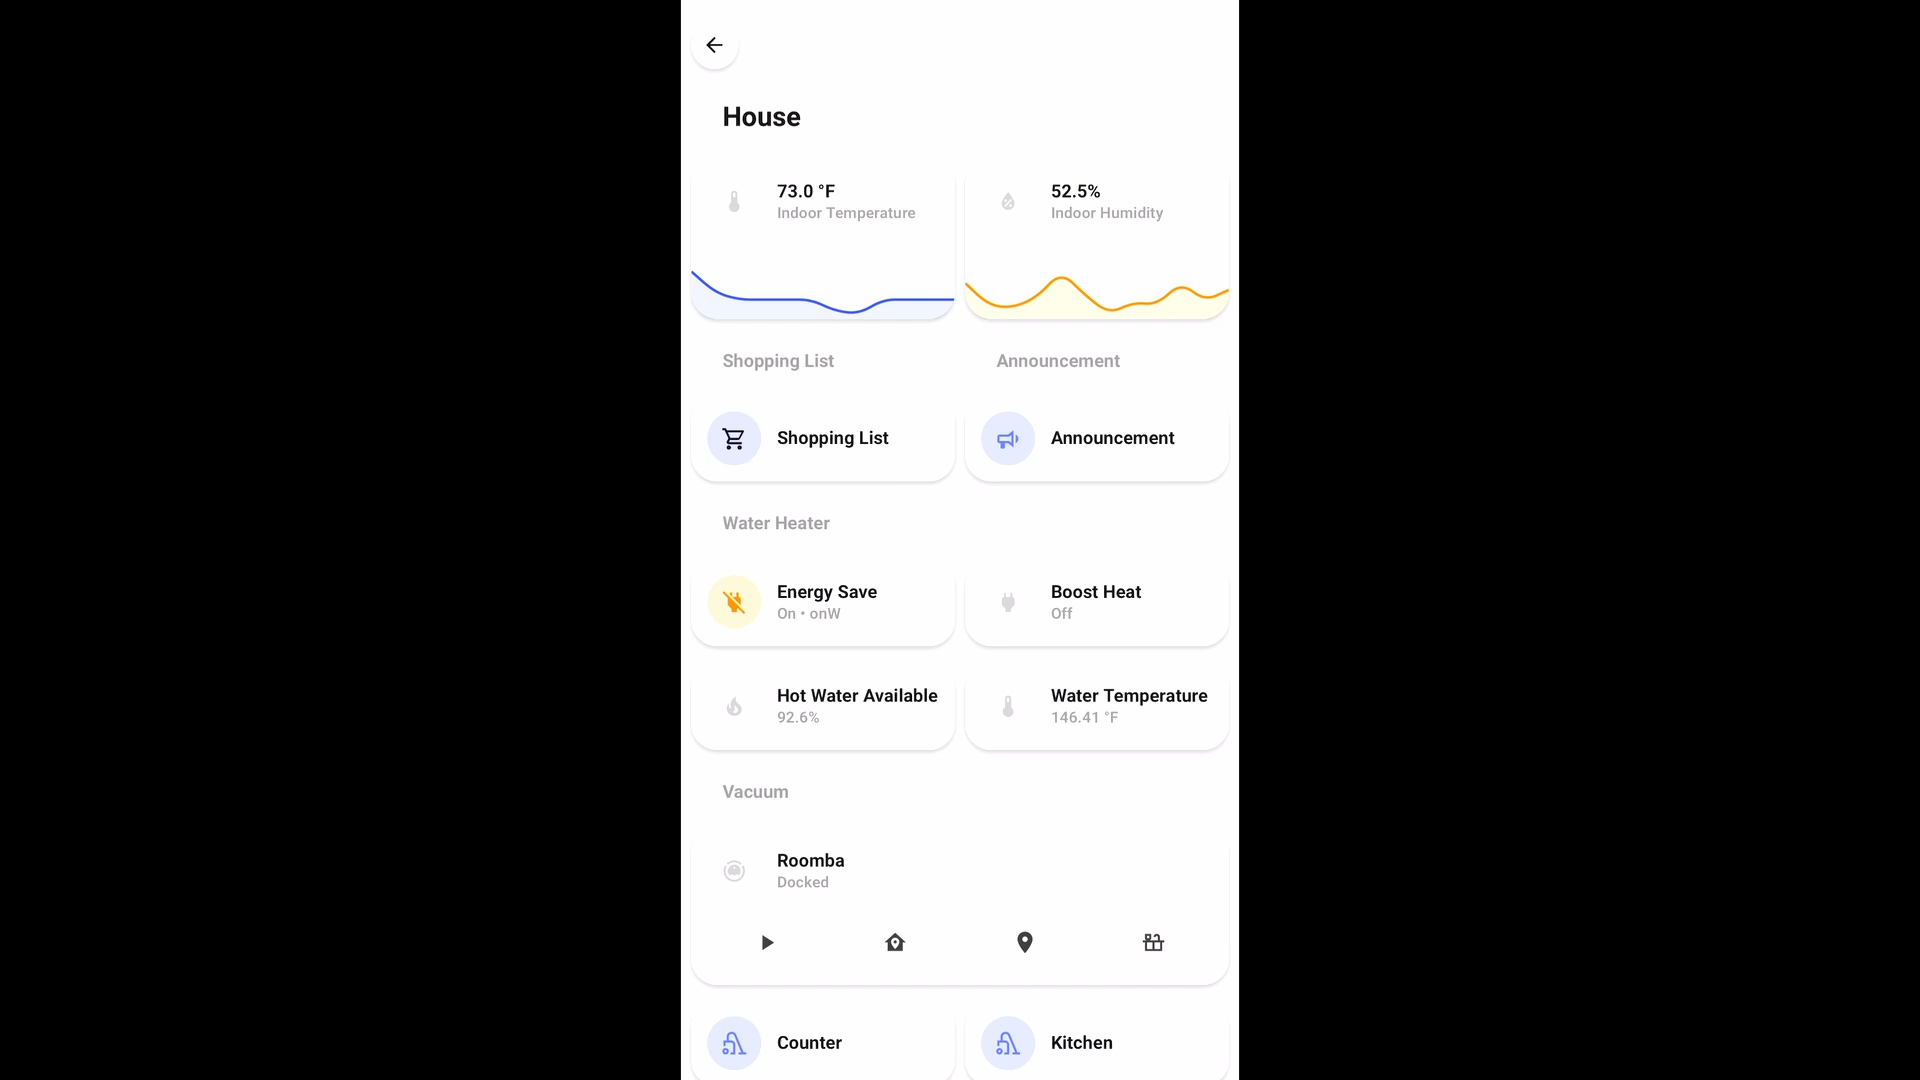 House
73.0 °F
Indoor Temperature
52.5%
Indoor Humidity
Shopping List
Announcement
Shopping List
Announcement
Water Heater
Energy Save
On • onW
Boost Heat
Off
Hot Water Available
92.6%
Water Temperature
146.41 °F
Vacuum
Roomba
Docked
Counter
Kitchen